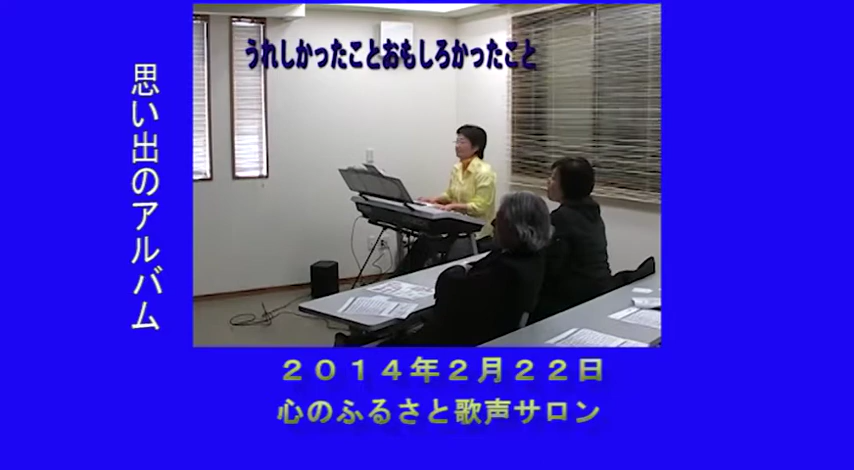 うれしかったことおもしろかったこと
思い出のアルバム
２０１４年２月２２日
心のふるさと歌声サロン